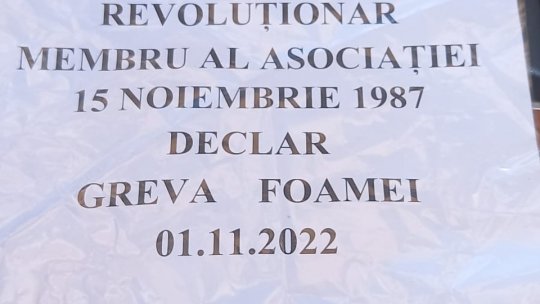 REVOLUȚIONAR
MEMBRU AL ASOCIAȚIEI
15 NOIEMBRIE 1987
DECLAR
GREVA FOAMEI
01.11.2022